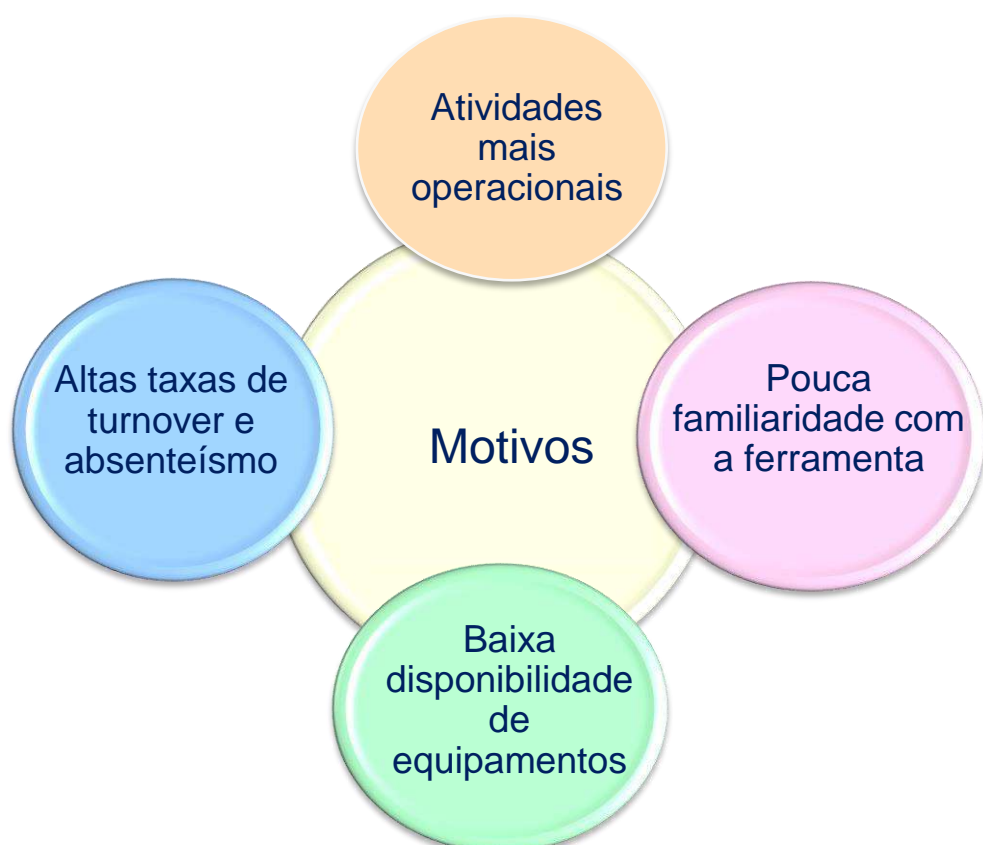 Atividades
mais
operacionais
Altas taxas de
turnover e
absenteísmo
Motivos
Pouca
familiaridade com
a ferramenta
Baixa
disponibilidade
de
equipamentos